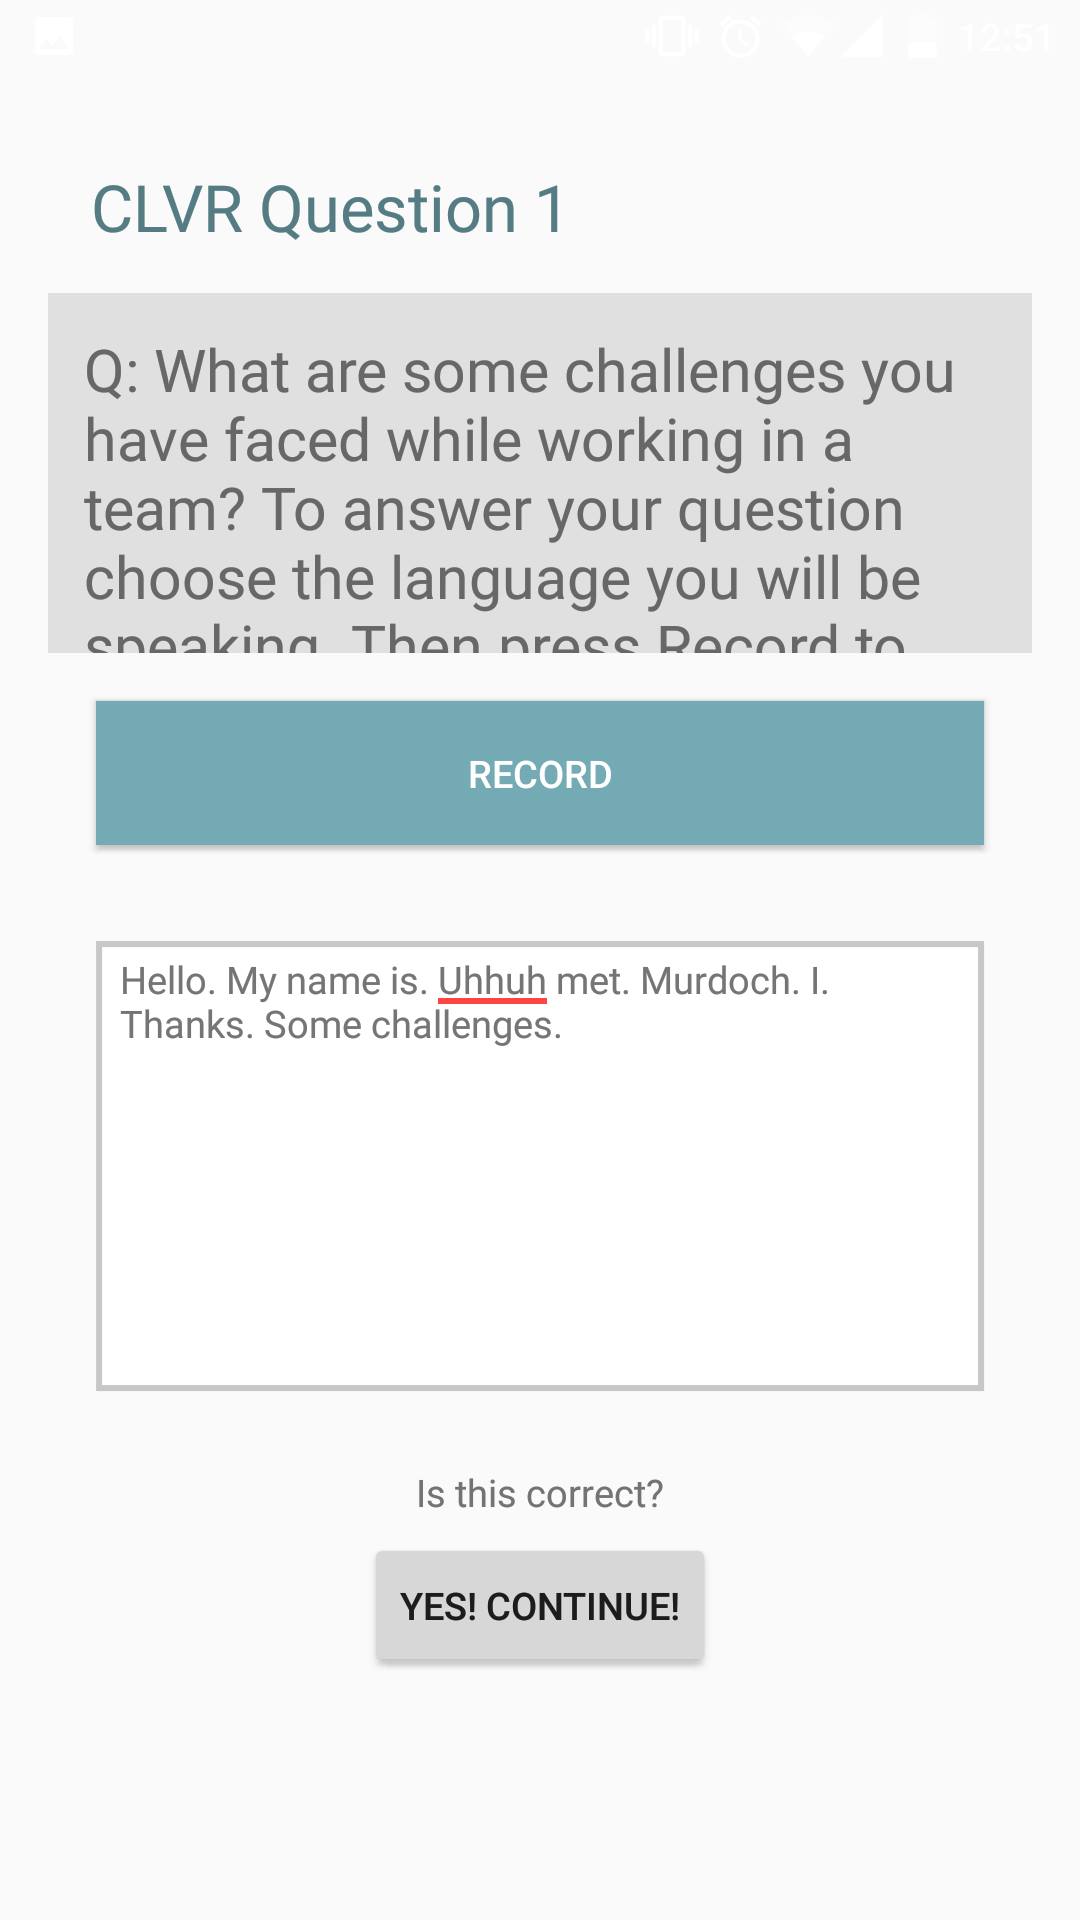 12:51
CLVR Question 1
Q: What are some challenges you
have faced while working in a
team? To answer your question
choose the language you will be
speaking. Then press Record to
RECORD
Hello. My name is. Uhhuh met. Murdoch. I.
Thanks. Some challenges.
Is this correct?
YES! CONTINUE!